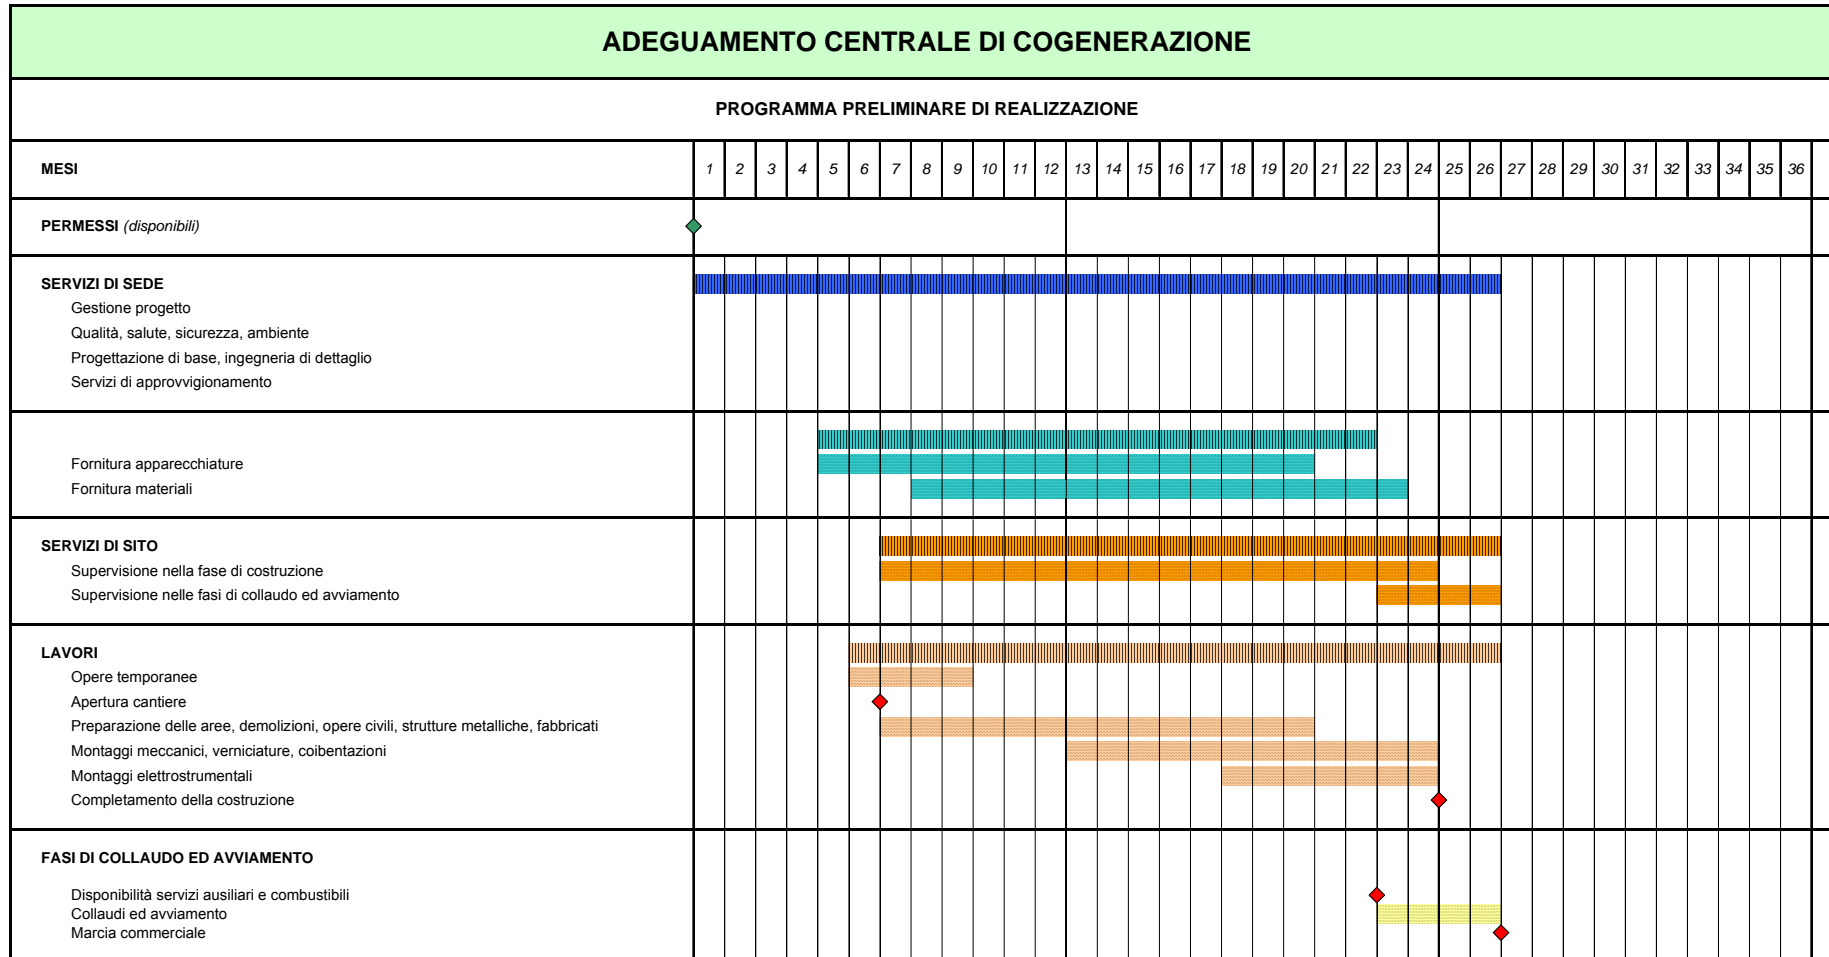 ADEGUAMENTO CENTRALE DI COGENERAZIONE
PROGRAMMA PRELIMINARE DI REALIZZAZIONE
MESI 1 2 3 4 5 6 7 8 9 10 11 12 13 14 15 16 17 18 19 20 21 22 23 24 25 26 27 28 29 30 31 32 33 34 35 36
PERMESSI (disponibili)
SERVIZI DI SEDE
Gestione progetto
Qualità, salute, sicurezza, ambiente
Progettazione di base, ingegneria di dettaglio
Servizi di approvvigionamento
Fornitura apparecchiature
Fornitura materiali
SERVIZI DI SITO
Supervisione nella fase di costruzione
Supervisione nelle fasi di collaudo ed avviamento
LAVORI
Opere temporanee
Apertura cantiere
Preparazione delle aree, demolizioni, opere civili, strutture metalliche, fabbricati
Montaggi meccanici, verniciature, coibentazioni
Montaggi elettrostrumentali
Completamento della costruzione
FASI DI COLLAUDO ED AVVIAMENTO
Disponibilità servizi ausiliari e combustibili
Collaudi ed avviamento
Marcia commerciale